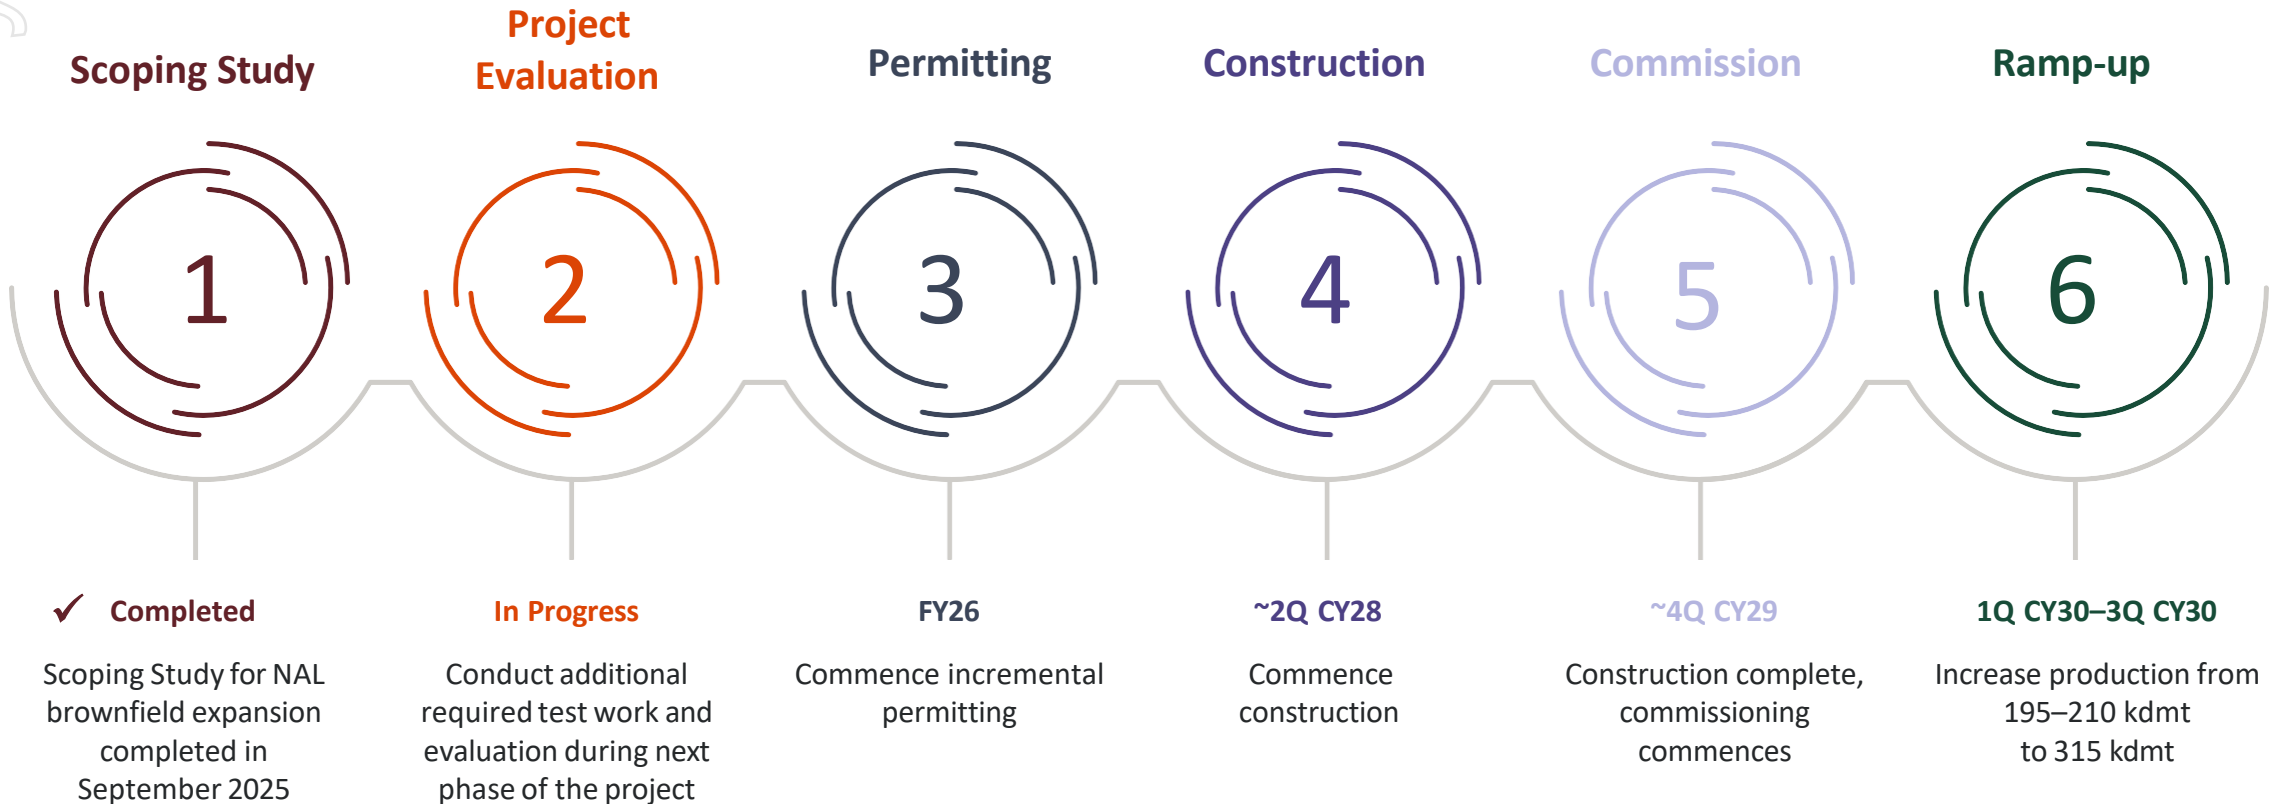 Scoping Study
Project
Evaluation
Permitting
Construction
Commission
Ramp-up
1
2
3
4
5
6
✓ Completed
Scoping Study for NAL
brownfield expansion
completed in
September 2025
In Progress
Conduct additional
required test work and
evaluation during next
phase of the project
FY26
Commence incremental
permitting
~2Q CY28
Commence
construction
~4Q CY29
Construction complete,
commissioning
commences
1Q CY30–3Q CY30
Increase production from
195–210 kdmt
to 315 kdmt